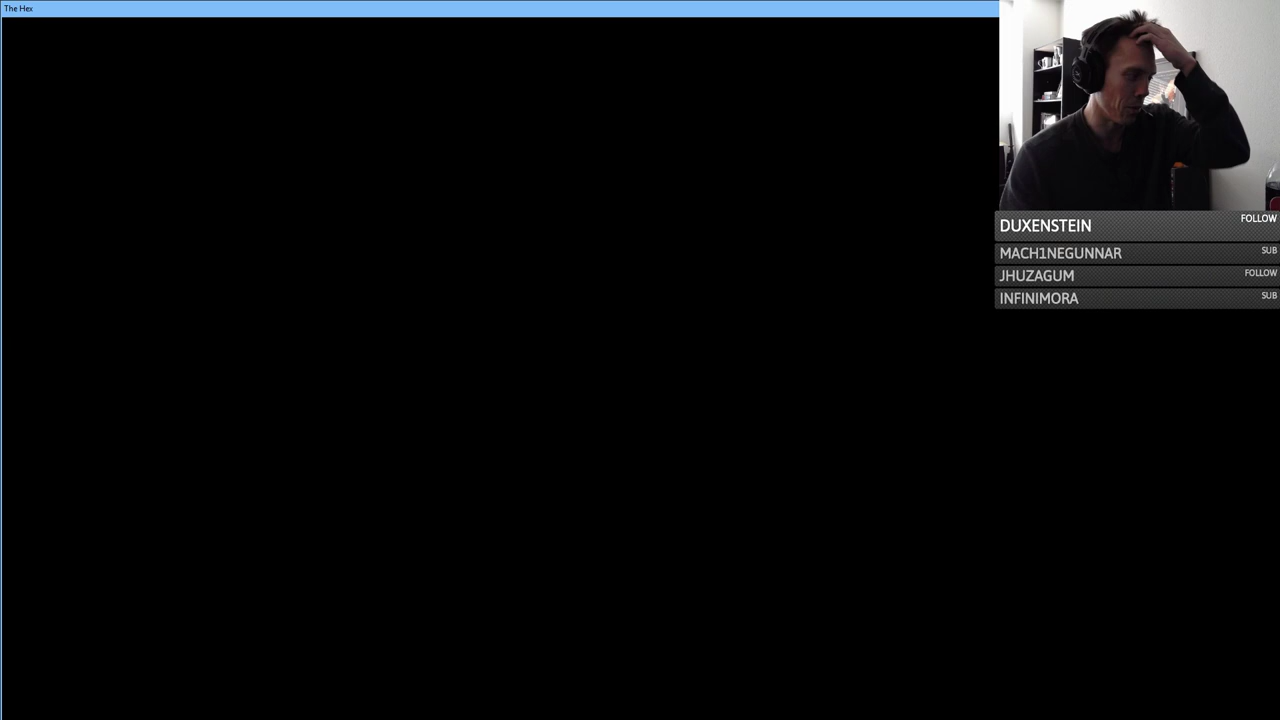 The Hex
DUXENSTEIN FOLLOW
MACH1NEGUNNAR SUB
JHUZAGUM FOLLOW
INFINIMORA SUB